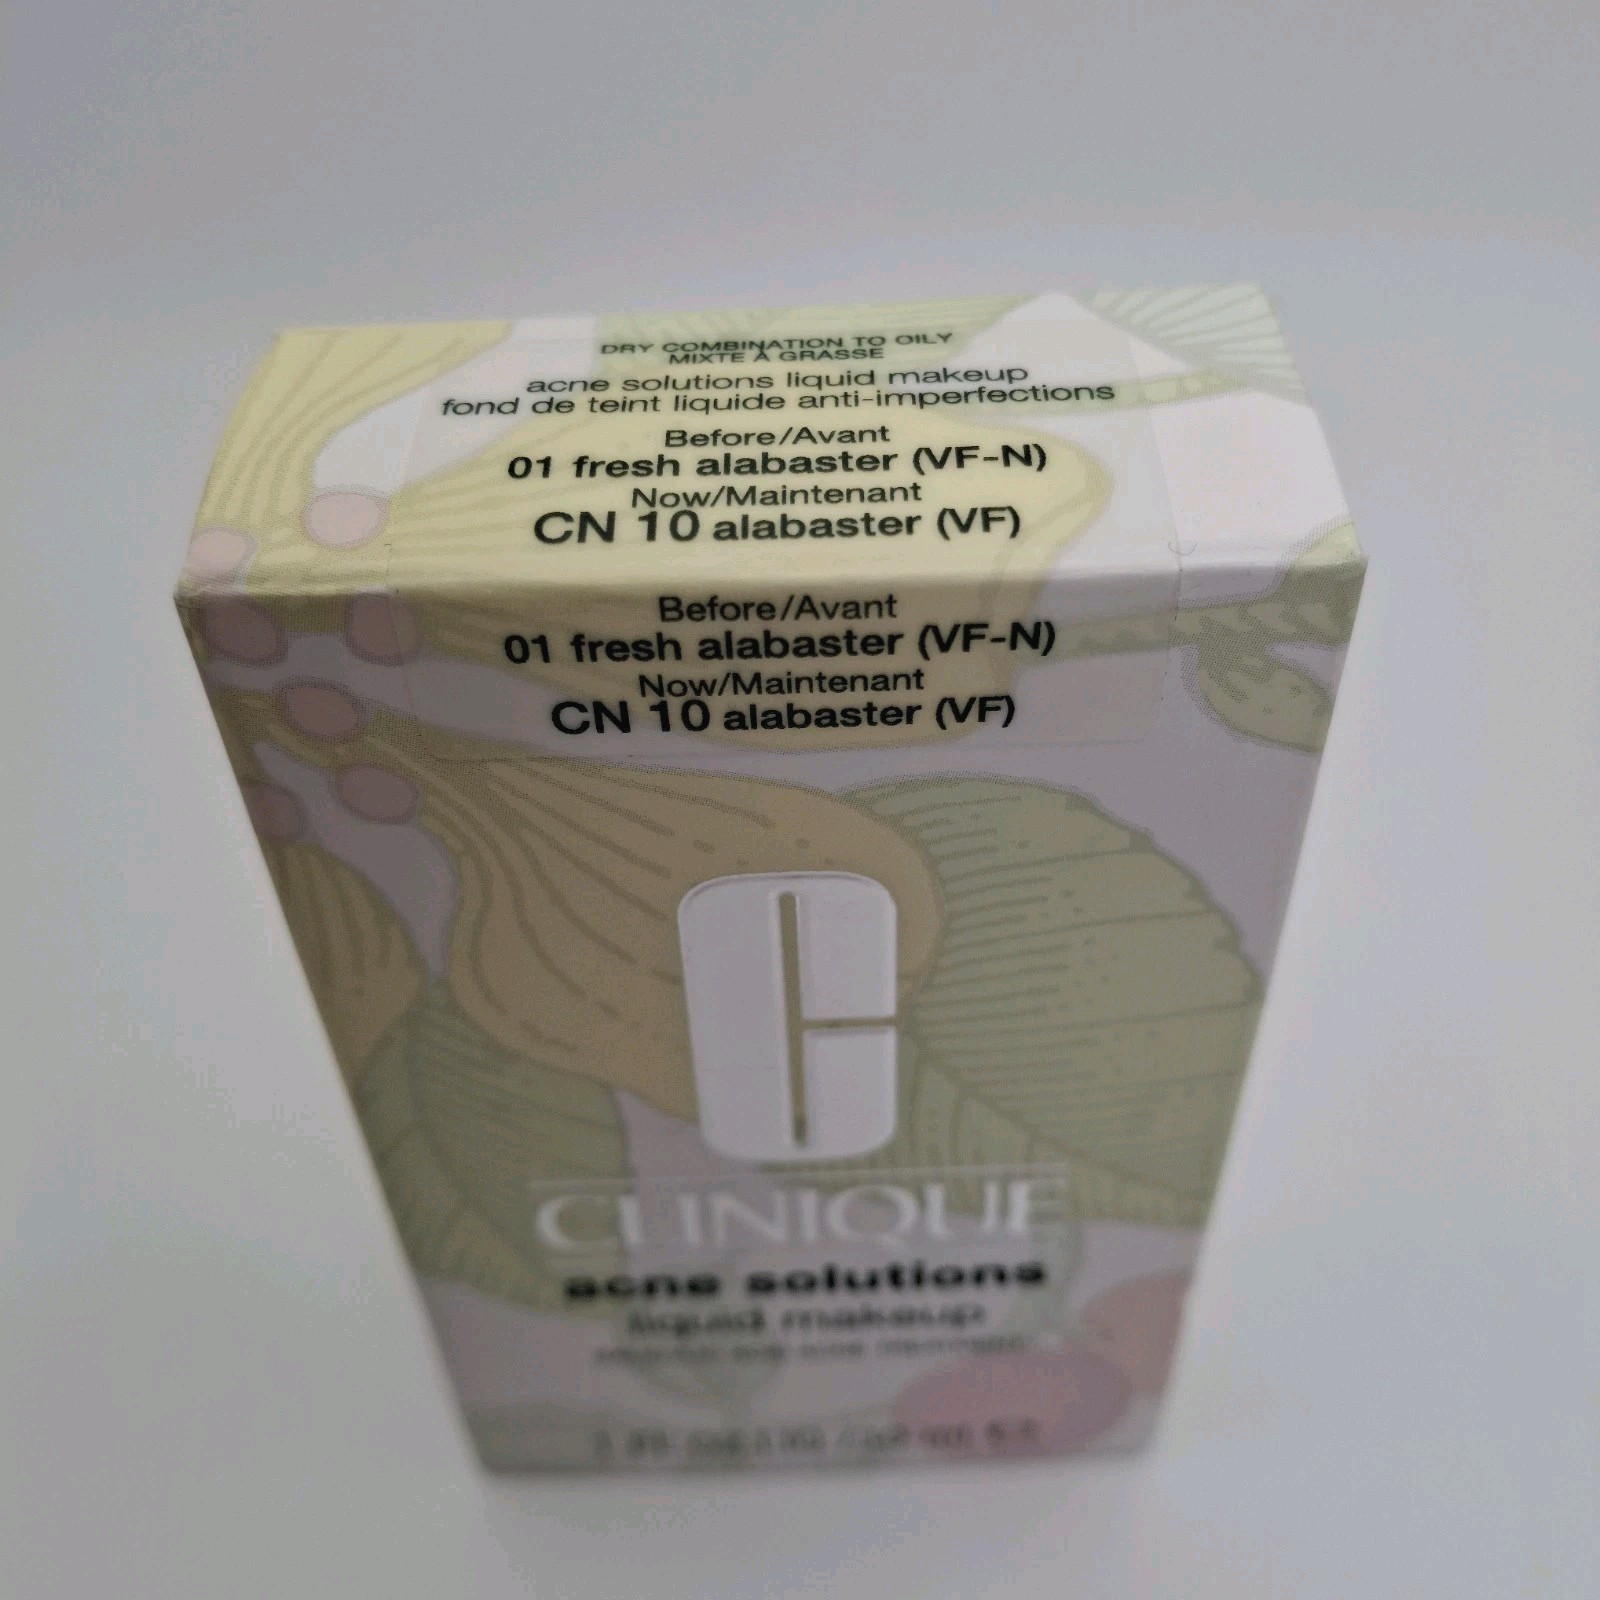 DRY COMBINATION TO OILY
MIXTE À GRASSE
acne solutions liquid makeup
fond de teint liquide anti-imperfections
Before/Avant
01 fresh alabaster (VF-N)
Now/Maintenant
CN 10 alabaster (VF)
Before/Avant
01 fresh alabaster (VF-N)
Now/Maintenant
CN 10 alabaster (VF)
CLINIQUE
acne solutions
liquid makeup